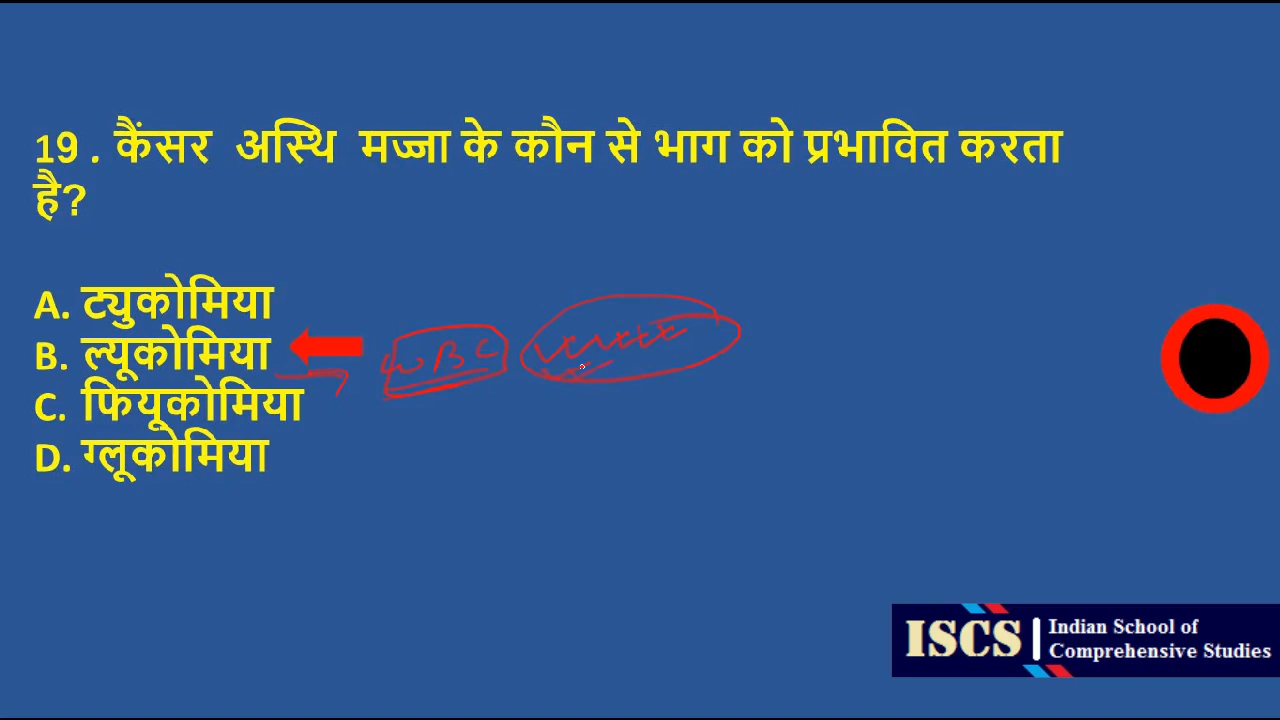 19 . कैंसर अस्थि मज्जा के कौन से भाग को प्रभावित करता
है?
A. ट्युकोमिया
B. ल्यूकोमिया
WBC
C. फियूकोमिया
D. ग्लूकोमिया
ISCS
Indian School of
Comprehensive Studies